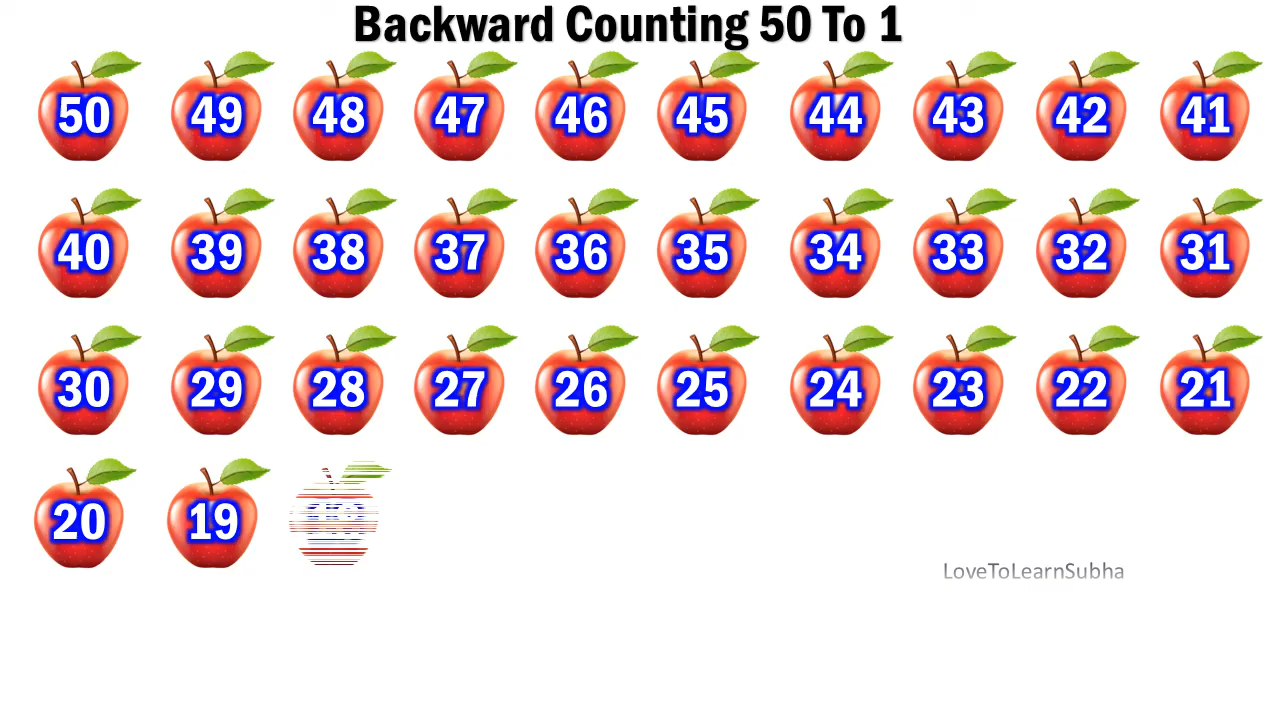 Backward Counting 50 To 1
50 49 48 47 46 45 44 43 42 41
40 39 38 37 36 35 34 33 32 31
30 29 28 27 26 25 24 23 22 21
20 19
LoveToLearnSubha